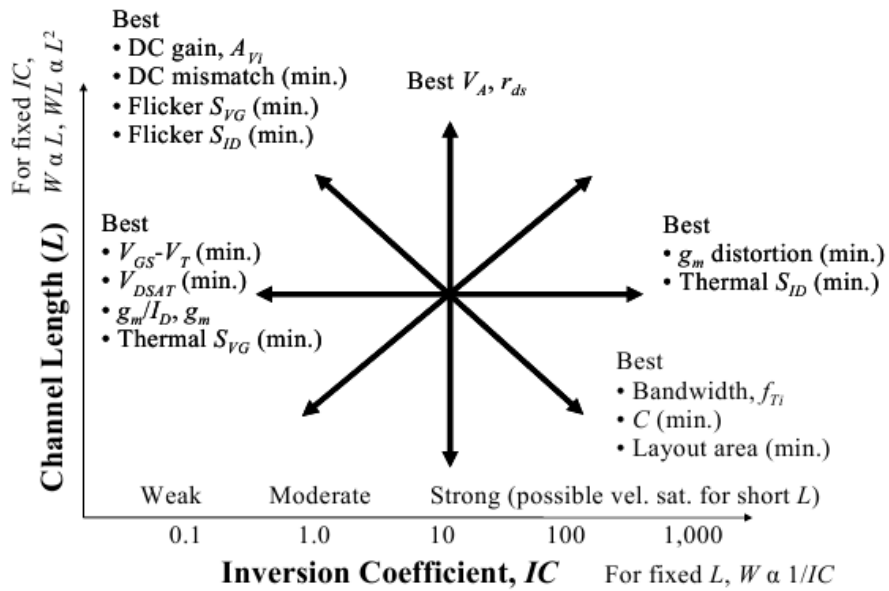 For fixed IC,
W α L, WL α L²
Channel Length (L)
Best
• DC gain, A_Vi
• DC mismatch (min.)
• Flicker S_VG (min.)
• Flicker S_ID (min.)
Best V_A, r_ds
Best
• V_GS-V_T (min.)
• V_DSAT (min.)
• g_m/I_D, g_m
• Thermal S_VG (min.)
Best
• g_m distortion (min.)
• Thermal S_ID (min.)
Best
• Bandwidth, f_Ti
• C (min.)
• Layout area (min.)
Weak Moderate Strong (possible vel. sat. for short L)
0.1 1.0 10 100 1,000
Inversion Coefficient, IC For fixed L, W α 1/IC